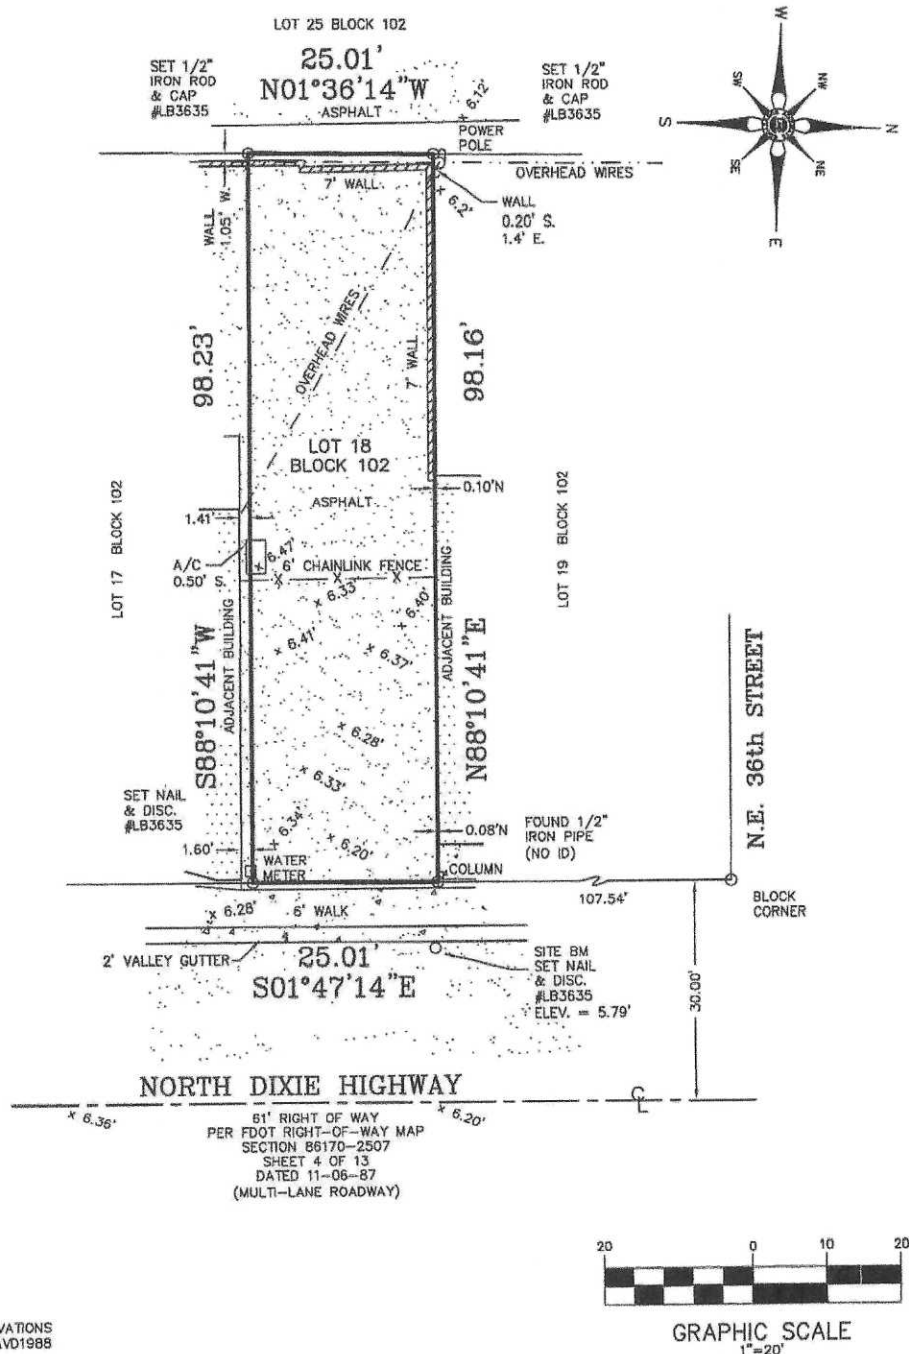 LOT 25 BLOCK 102
25.01'
N01°36'14"W
ASPHALT
SET 1/2"
IRON ROD
& CAP
#LB3635
SET 1/2"
IRON ROD
& CAP
#LB3635
x 6.12'
POWER
POLE
W
SW
NW
S
N
SE
NE
E
OVERHEAD WIRES
7' WALL
x 6.2'
WALL
0.20' S.
1.4' E.
WALL
1.05' W.
98.23'
OVERHEAD WIRES
7' WALL
98.16'
LOT 18
BLOCK 102
ASPHALT
0.10'N
1.41'
LOT 17 BLOCK 102
LOT 19 BLOCK 102
A/C
0.50' S.
x 6.47'
6' CHAINLINK FENCE
x 6.33'
x 6.40'
x 6.41'
x 6.37'
S88°10'41"W
ADJACENT BUILDING
ADJACENT BUILDING
N88°10'41"E
N.E. 36th STREET
x 6.28'
x 6.33'
SET NAIL
& DISC.
#LB3635
x 6.34'
x 6.20'
0.08'N
FOUND 1/2"
IRON PIPE
(NO ID)
1.60'
WATER
METER
COLUMN
107.54'
BLOCK
CORNER
x 6.28'
6' WALK
2' VALLEY GUTTER
25.01'
S01°47'14"E
SITE BM
SET NAIL
& DISC.
#LB3635
ELEV. = 5.79'
30.00'
NORTH DIXIE HIGHWAY
CL
x 6.36'
x 6.20'
61' RIGHT OF WAY
PER FDOT RIGHT-OF-WAY MAP
SECTION 86170-2507
SHEET 4 OF 13
DATED 11-06-87
(MULTI-LANE ROADWAY)
20 0 10 20
GRAPHIC SCALE
1"=20'
VATIONS
AVD1988